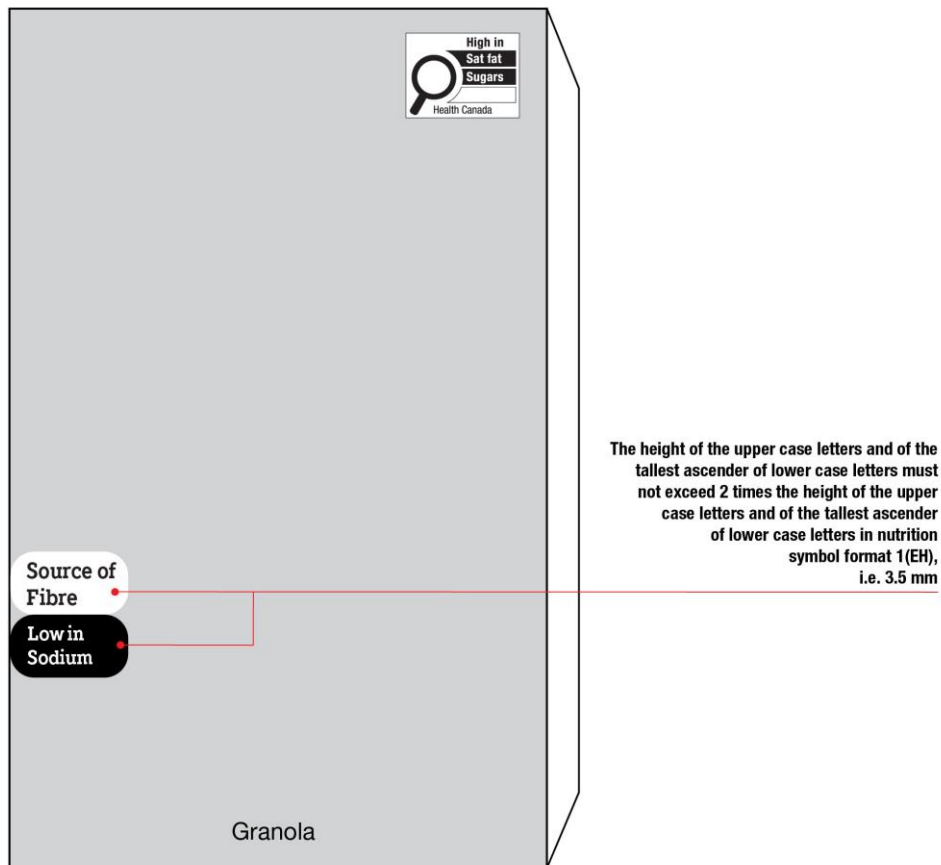 High in
Sat fat
Sugars
Health Canada
The height of the upper case letters and of the
tallest ascender of lower case letters must
not exceed 2 times the height of the upper
case letters and of the tallest ascender
of lower case letters in nutrition
symbol format 1(EH),
i.e. 3.5 mm
Source of
Fibre
Low in
Sodium
Granola